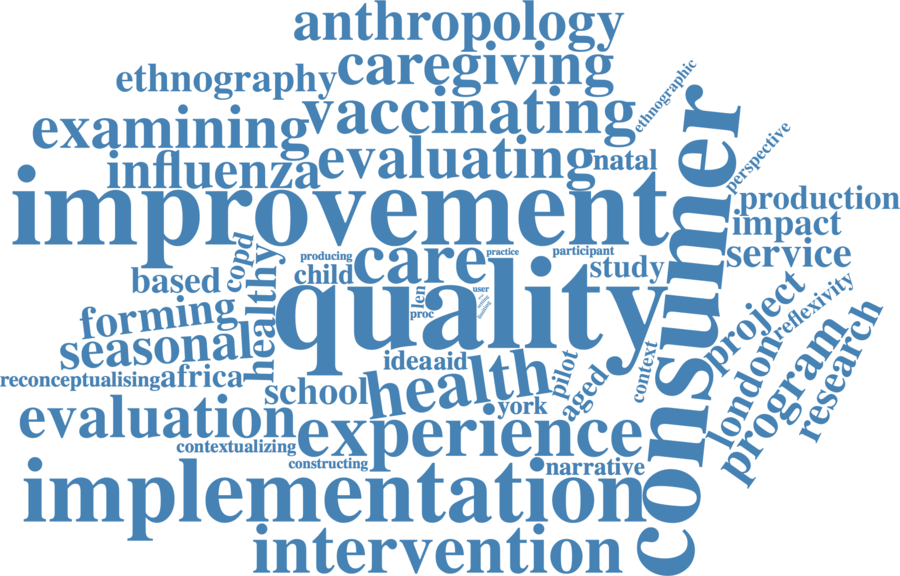 anthropology
ethnography
caregiving
ethnographic
vaccinating
examining
consumer
perspective
evaluating
natal
influenza
improvement
production
impact
service
producing
care
practice
participant
copd
child
study
based
healthy
quality
len
user
proc
project
reflexivity
forming
seasonal
idea
aid
health
pilot
context
london
program
research
reconceptualising
africa
school
aged
york
evaluation
experience
contextualizing
constructing
narrative
implementation
intervention